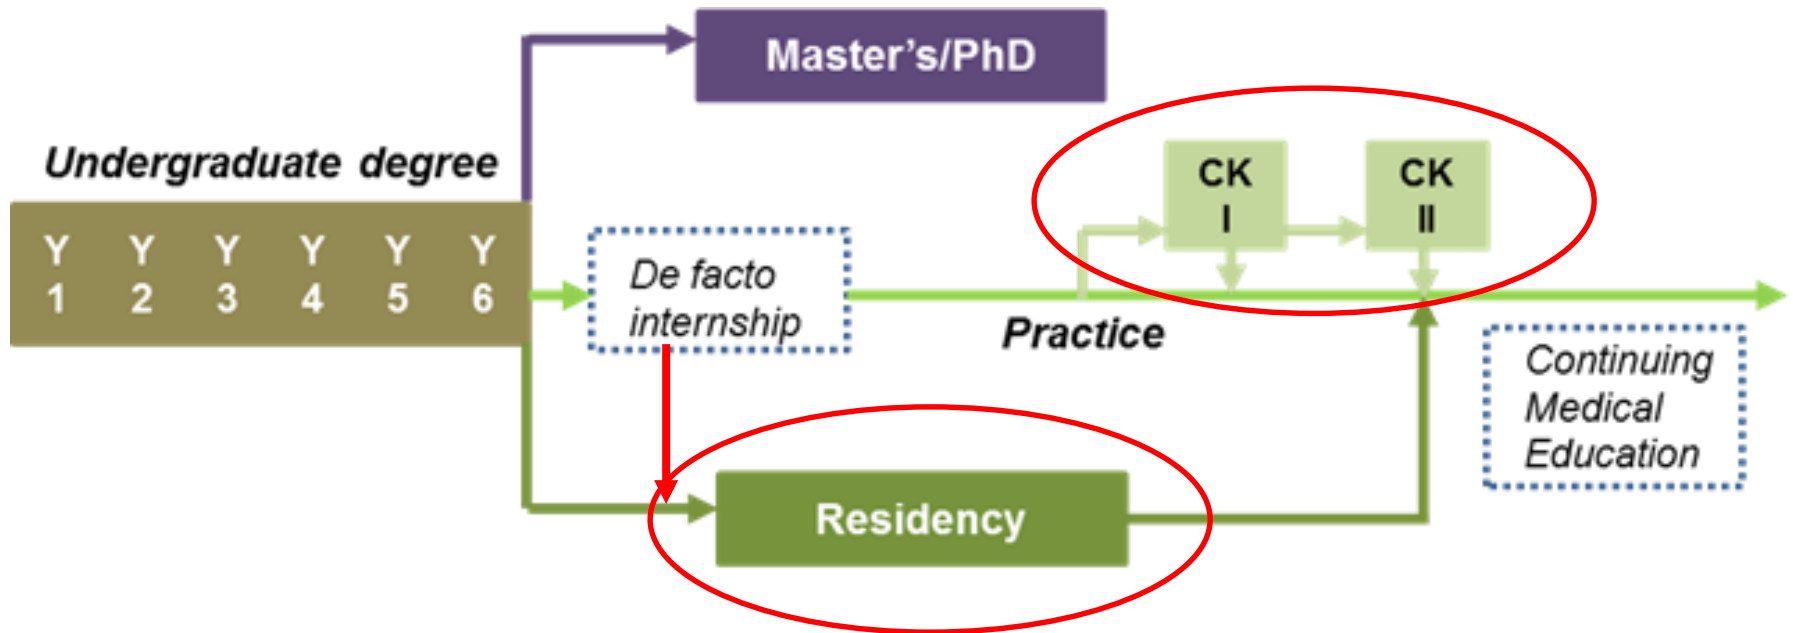 Master's/PhD
Undergraduate degree
Y Y Y Y Y Y
1 2 3 4 5 6
De facto
internship
Practice
CK
I
CK
II
Continuing
Medical
Education
Residency